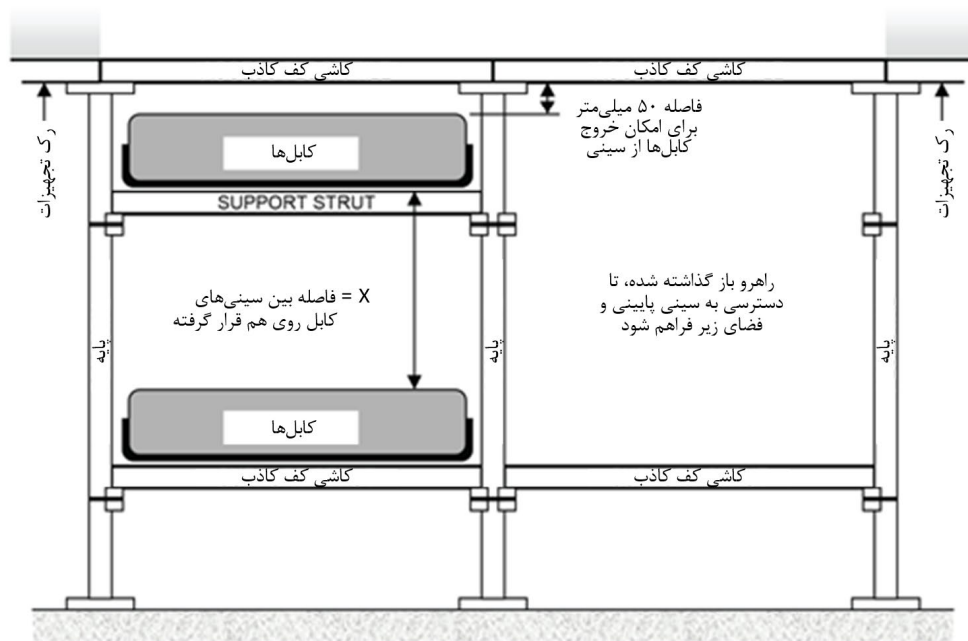 کاشی کف کاذب
کاشی کف کاذب
رک تجهیزات
رک تجهیزات
فاصله ۵۰ میلی‌متر
برای امکان خروج
کابل‌ها از سینی
کابل‌ها
SUPPORT STRUT
X = فاصله بین سینی‌های
کابل روی هم قرار گرفته
راهرو باز گذاشته شده، تا
دسترسی به سینی پایینی و
فضای زیر فراهم شود
پایه
پایه
پایه
کابل‌ها
کاشی کف کاذب
کاشی کف کاذب